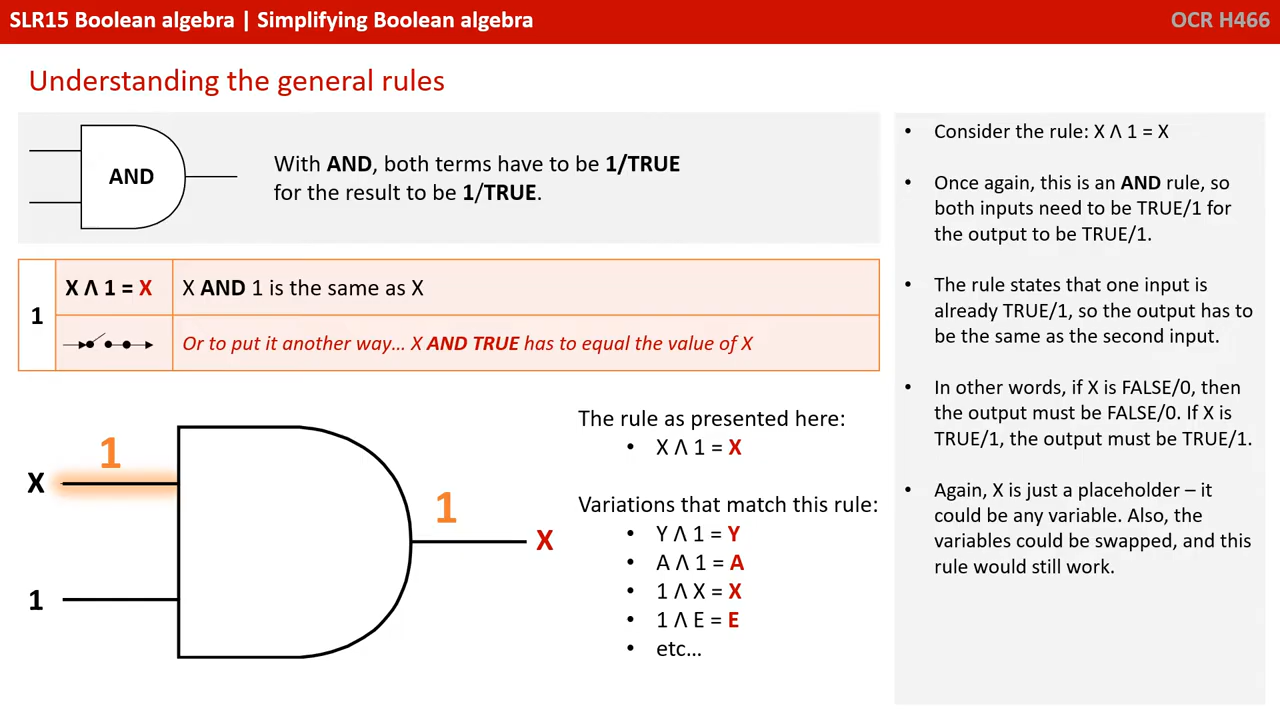 SLR15 Boolean algebra | Simplifying Boolean algebra
OCR H466
Understanding the general rules
AND
With AND, both terms have to be 1/TRUE
for the result to be 1/TRUE.
1
X Λ 1 = X
X AND 1 is the same as X
Or to put it another way… X AND TRUE has to equal the value of X
X
1
1
1
X
The rule as presented here:
• X Λ 1 = X
Variations that match this rule:
• Y Λ 1 = Y
• A Λ 1 = A
• 1 Λ X = X
• 1 Λ E = E
• etc…
• Consider the rule: X Λ 1 = X
• Once again, this is an AND rule, so
both inputs need to be TRUE/1 for
the output to be TRUE/1.
• The rule states that one input is
already TRUE/1, so the output has to
be the same as the second input.
• In other words, if X is FALSE/0, then
the output must be FALSE/0. If X is
TRUE/1, the output must be TRUE/1.
• Again, X is just a placeholder – it
could be any variable. Also, the
variables could be swapped, and this
rule would still work.